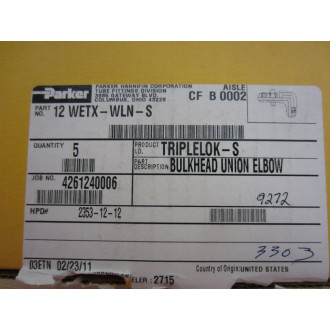 Parker
PARKER HANNIFIN CORPORATION
TUBE FITTINGS DIVISION
3885 GATEWAY BLVD.
COLUMBUS, OHIO 43228
AISLE
CF B 0002
PART NO. 12 WETX-WLN-S
QUANTITY 5
PRODUCT I.D. TRIPLELOK-S
PART DESCRIPTION BULKHEAD UNION ELBOW
JOB NO. 4261240006
9272
HPD# 2353-12-12
3303
03ETN 02/23/11
Country of Origin: UNITED STATES
ELER: 2715